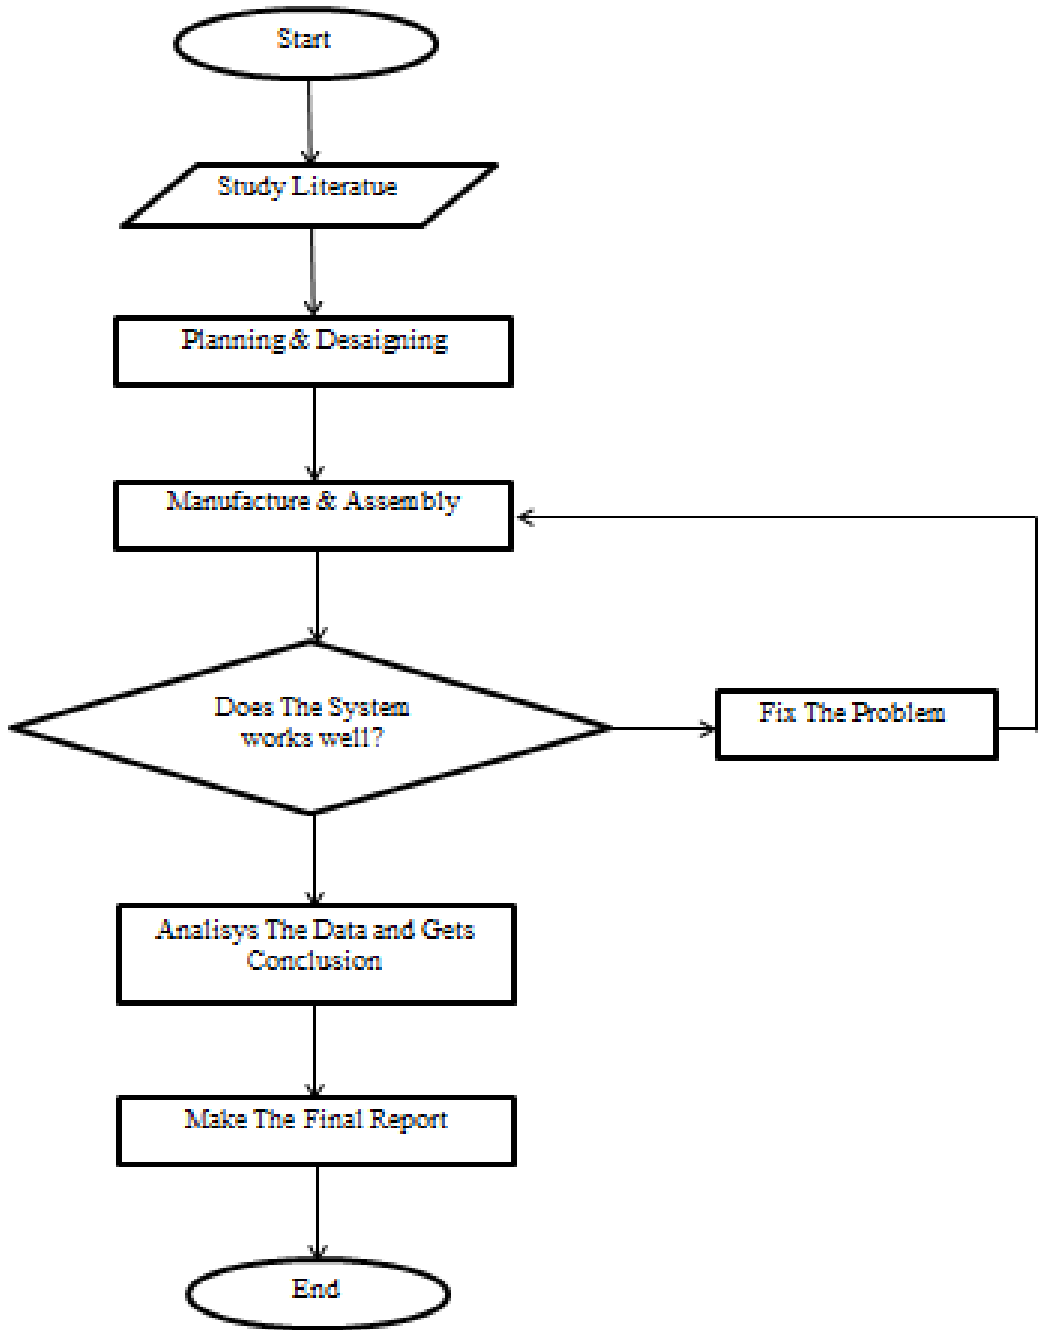 Start
Study Literatue
Planning & Desaigning
Manufacture & Assembly
Does The System
works well?
Fix The Problem
Analisys The Data and Gets
Conclusion
Make The Final Report
End